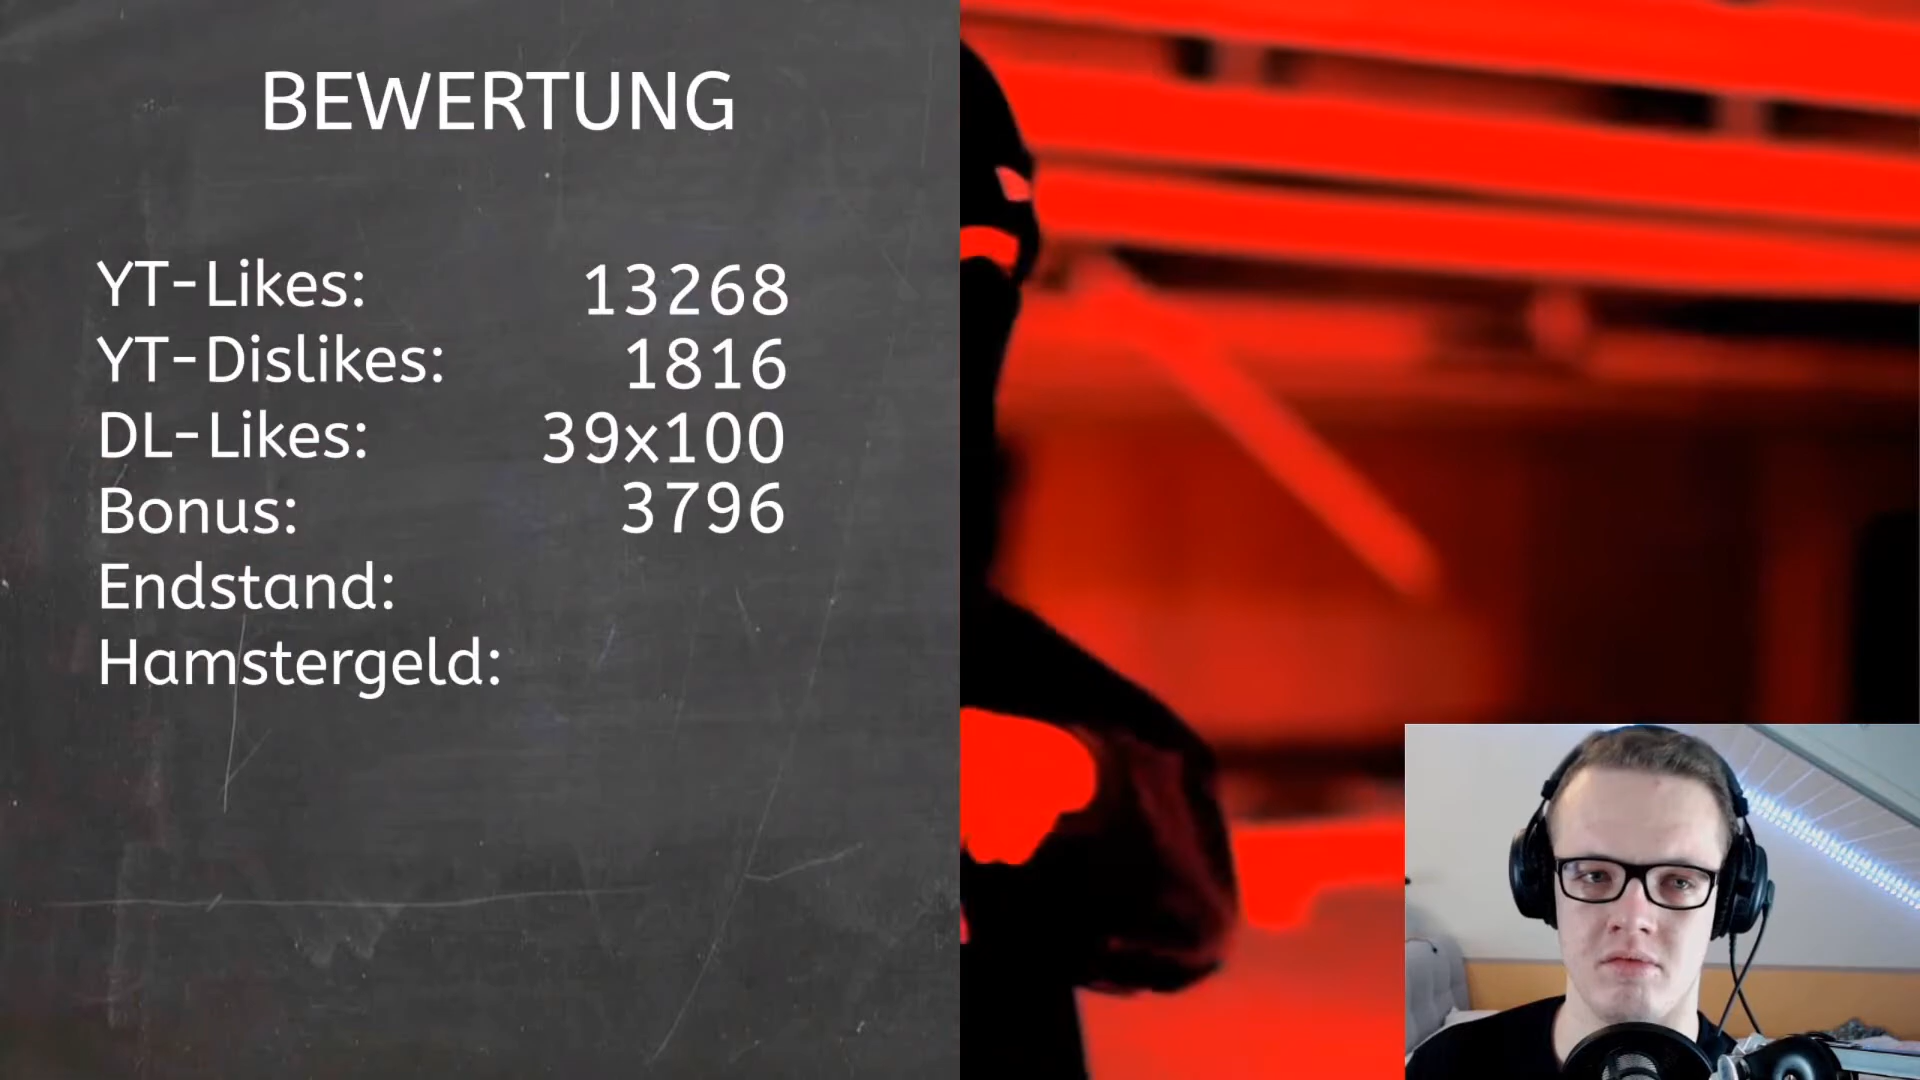 BEWERTUNG
YT-Likes: 13268
YT-Dislikes: 1816
DL-Likes: 39x100
Bonus: 3796
Endstand:
Hamstergeld: